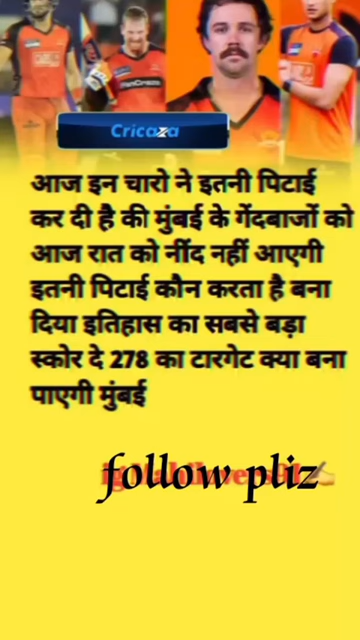 Cricaza
आज इन चारो ने इतनी पिटाई
कर दी है की मुंबई के गेंदबाजों को
आज रात को नींद नहीं आएगी
इतनी पिटाई कौन करता है बना
दिया इतिहास का सबसे बड़ा
स्कोर दे 278 का टारगेट क्या बना
पाएगी मुंबई
follow pliz